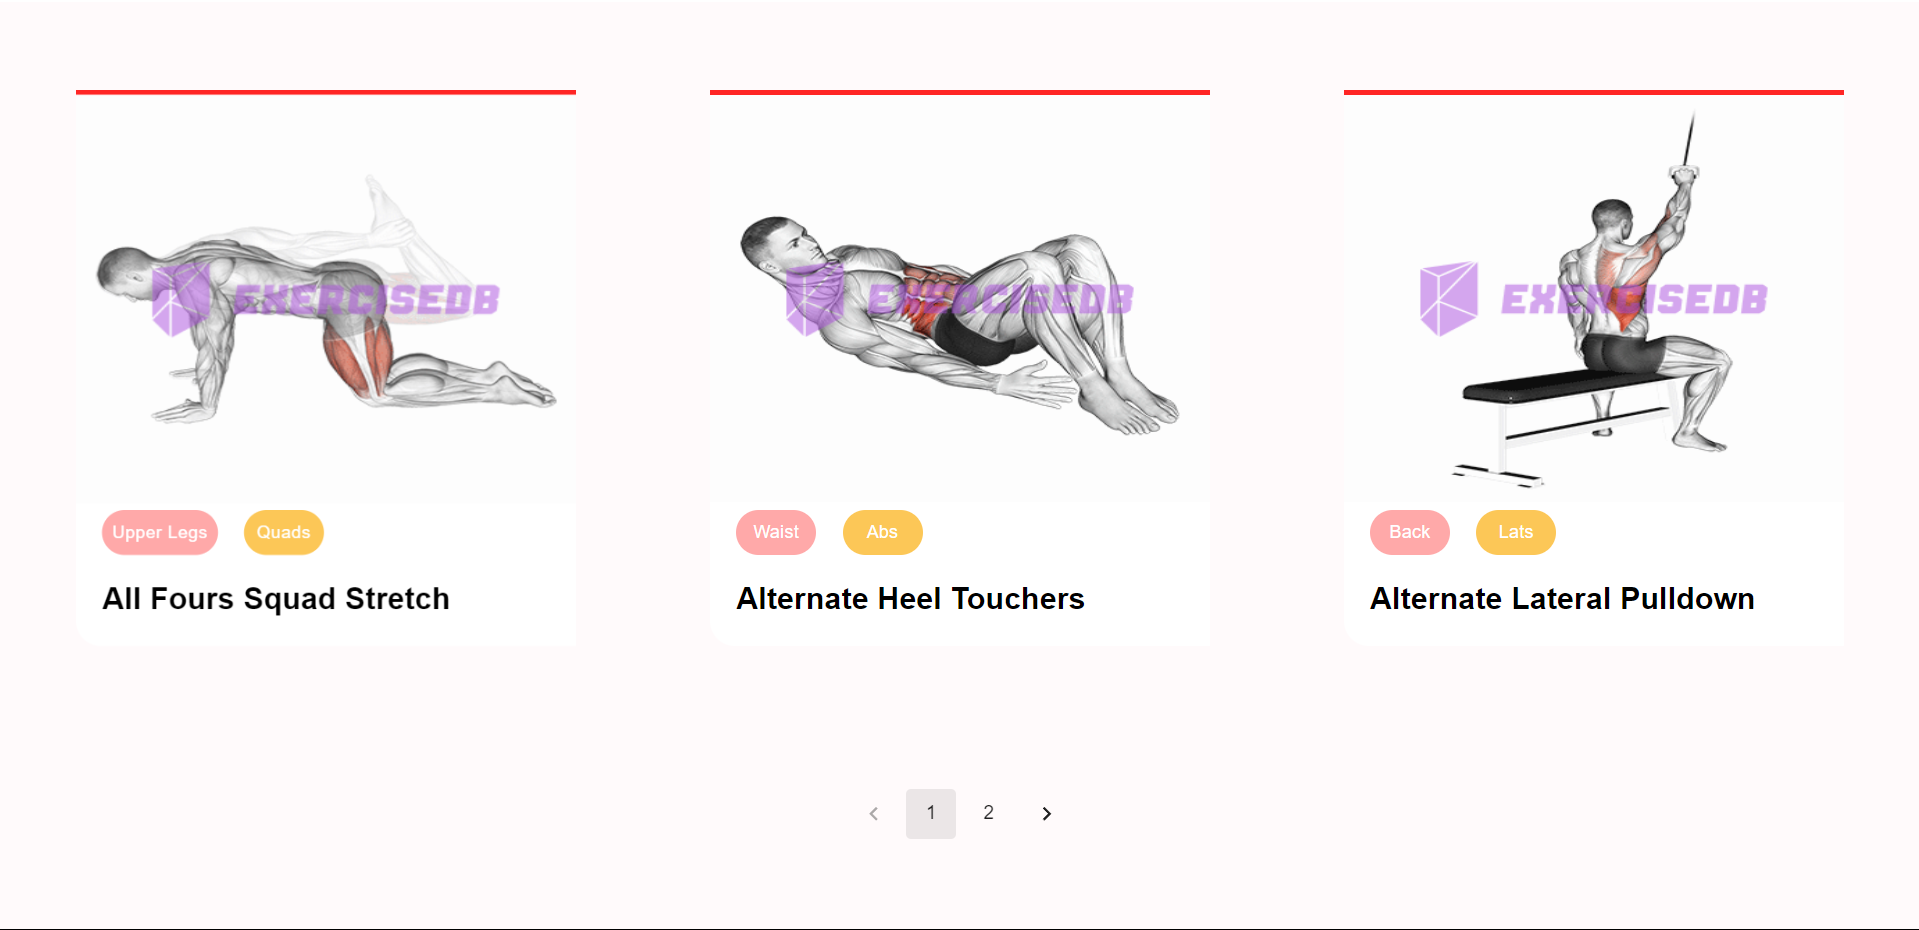 EXERCISEDB
EXERCISEDB
EXERCISEDB
Upper Legs
Quads
All Fours Squad Stretch
Waist
Abs
Alternate Heel Touchers
Back
Lats
Alternate Lateral Pulldown
1 2